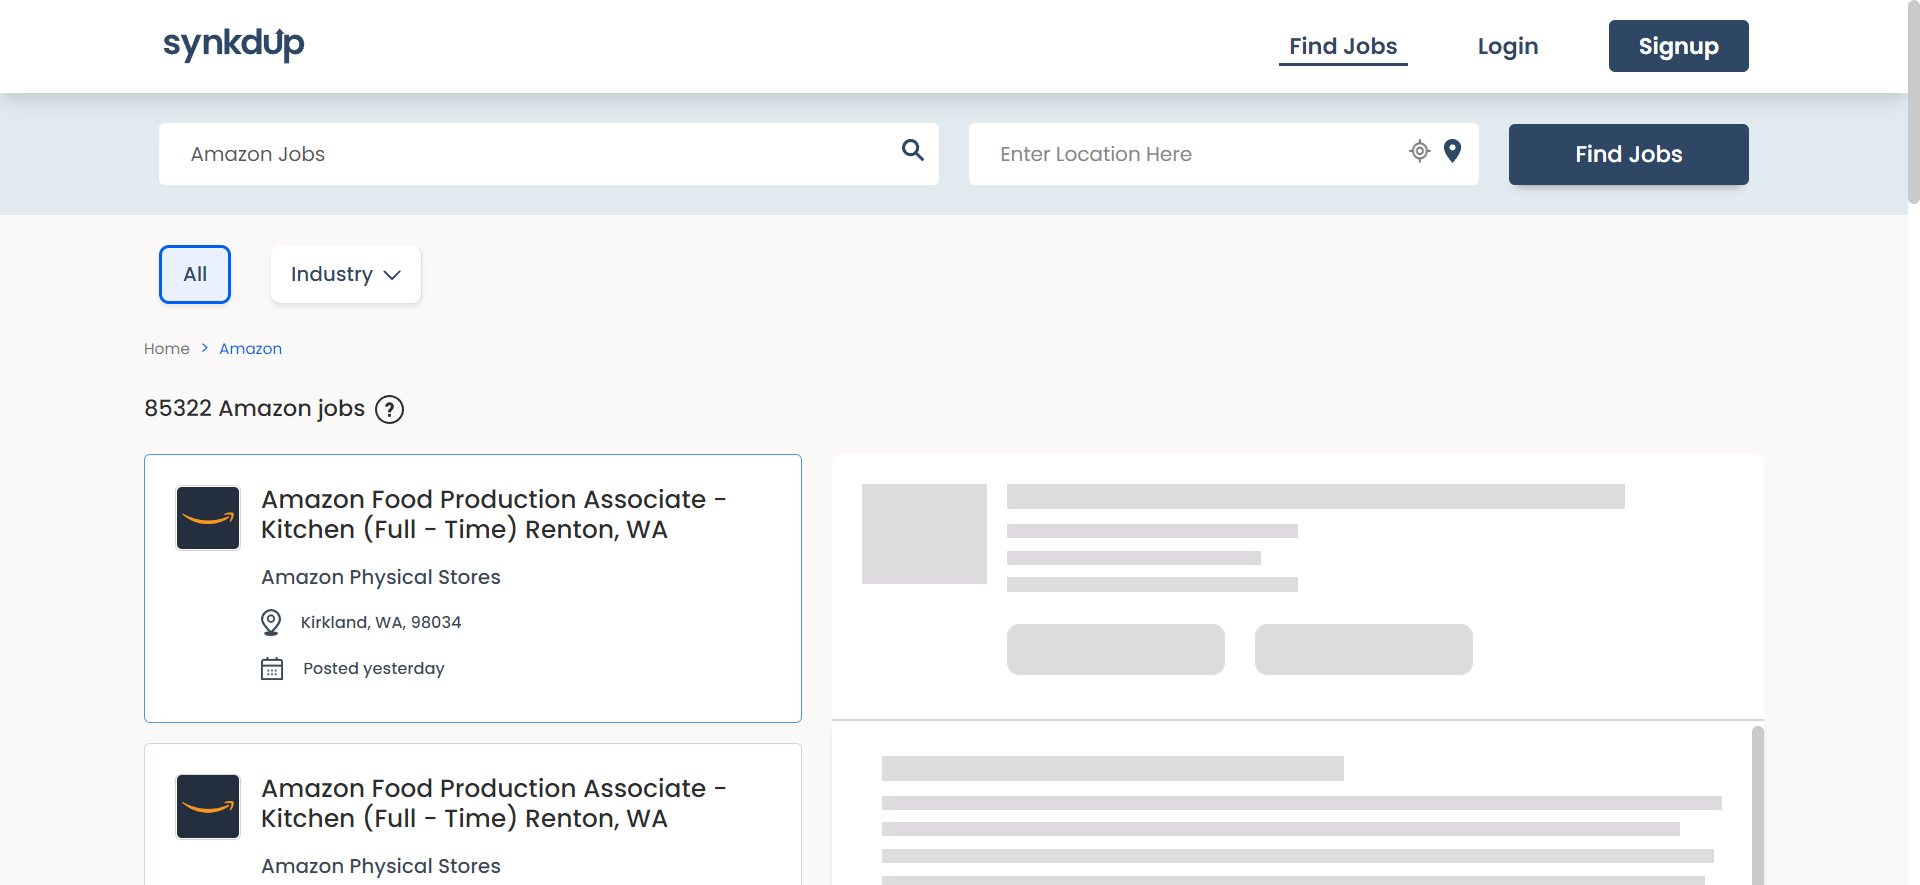 synkdup
Find Jobs
Login
Signup
Amazon Jobs
Enter Location Here
Find Jobs
All
Industry
Home > Amazon
85322 Amazon jobs ?
Amazon Food Production Associate -
Kitchen (Full - Time) Renton, WA
Amazon Physical Stores
Kirkland, WA, 98034
Posted yesterday
Amazon Food Production Associate -
Kitchen (Full - Time) Renton, WA
Amazon Physical Stores